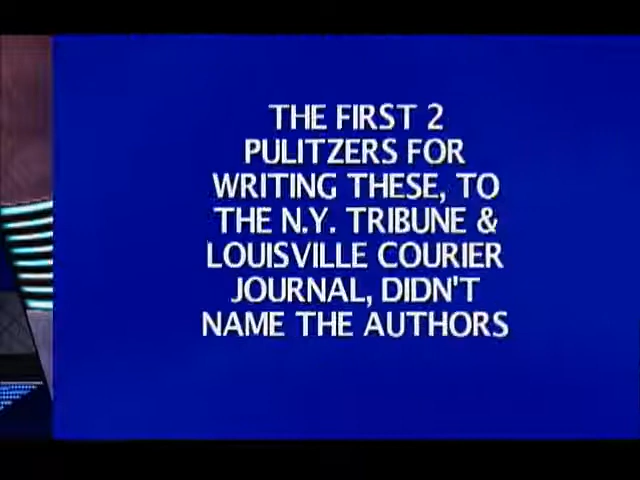 THE FIRST 2
PULITZERS FOR
WRITING THESE, TO
THE N.Y. TRIBUNE &
LOUISVILLE COURIER
JOURNAL, DIDN'T
NAME THE AUTHORS